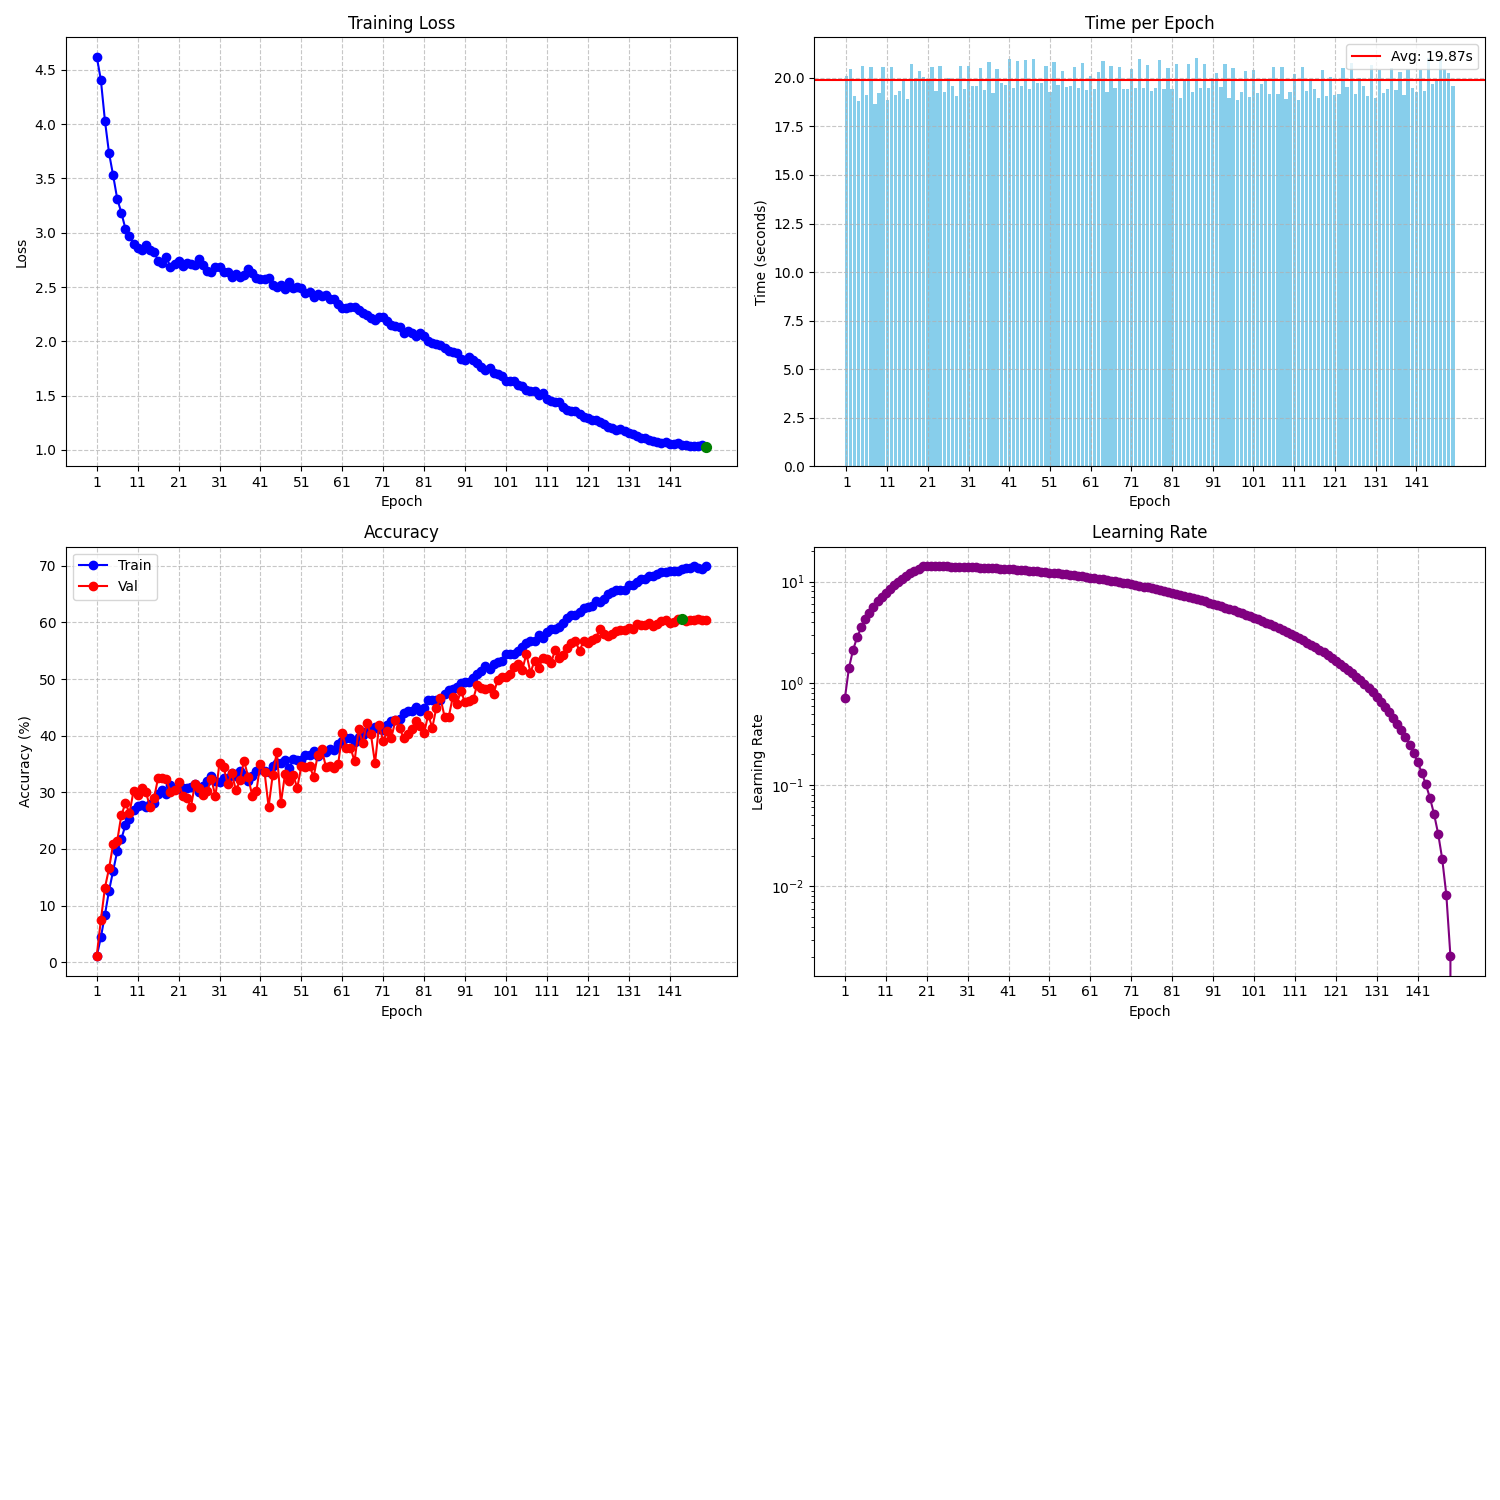 Training Loss
4.5
4.0
3.5
3.0
2.5
2.0
1.5
1.0
Loss
1 11 21 31 41 51 61 71 81 91 101 111 121 131 141
Epoch
Time per Epoch
Avg: 19.87s
20.0
17.5
15.0
12.5
10.0
7.5
5.0
2.5
0.0
Time (seconds)
1 11 21 31 41 51 61 71 81 91 101 111 121 131 141
Epoch
Accuracy
Train
Val
70
60
50
40
30
20
10
0
Accuracy (%)
1 11 21 31 41 51 61 71 81 91 101 111 121 131 141
Epoch
Learning Rate
10¹
10⁰
10⁻¹
10⁻²
Learning Rate
1 11 21 31 41 51 61 71 81 91 101 111 121 131 141
Epoch